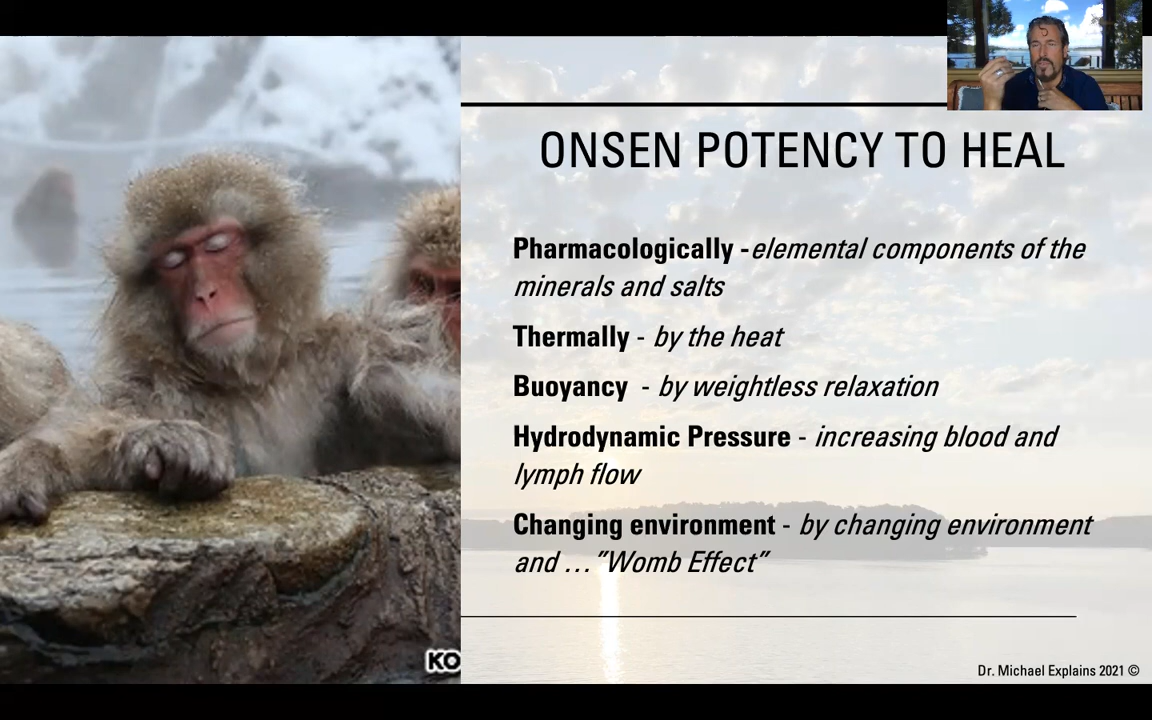 ONSEN POTENCY TO HEAL
Pharmacologically -elemental components of the
minerals and salts
Thermally - by the heat
Buoyancy - by weightless relaxation
Hydrodynamic Pressure - increasing blood and
lymph flow
Changing environment - by changing environment
and ... "Womb Effect"
KO
Dr. Michael Explains 2021 ©